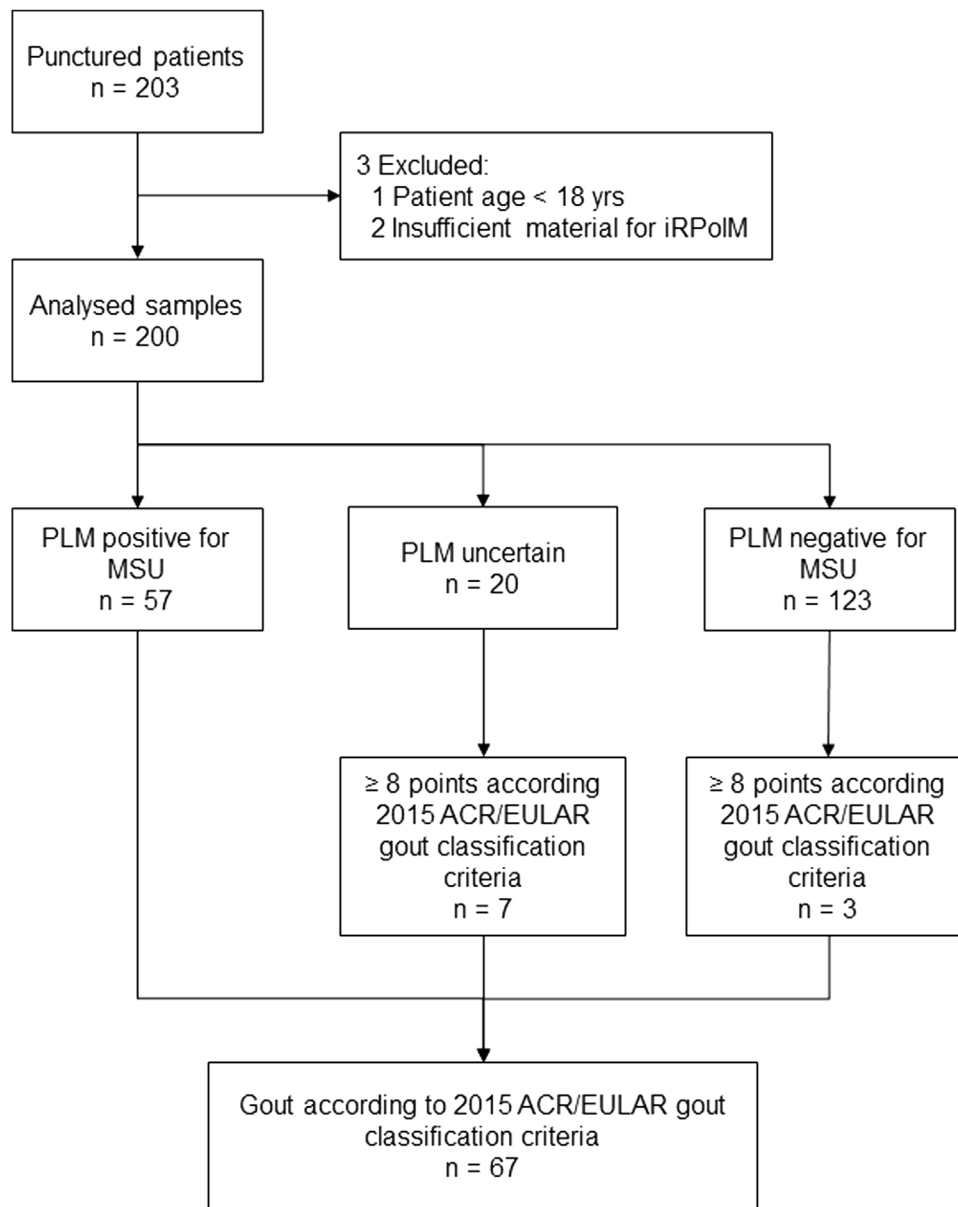 Punctured patients
n = 203
3 Excluded:
1 Patient age < 18 yrs
2 Insufficient material for iRPolM
Analysed samples
n = 200
PLM positive for
MSU
n = 57
PLM uncertain
n = 20
PLM negative for
MSU
n = 123
≥ 8 points according
2015 ACR/EULAR
gout classification
criteria
n = 7
≥ 8 points according
2015 ACR/EULAR
gout classification
criteria
n = 3
Gout according to 2015 ACR/EULAR gout
classification criteria
n = 67